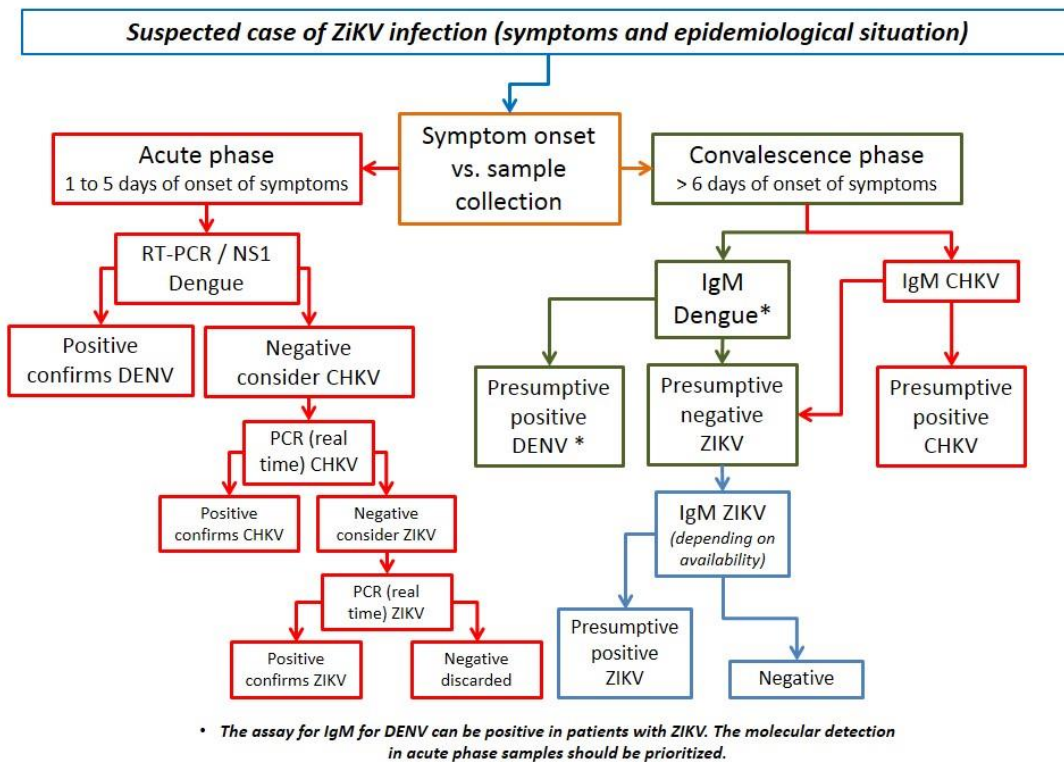 Suspected case of ZiKV infection (symptoms and epidemiological situation)
Symptom onset
vs. sample
collection
Acute phase
1 to 5 days of onset of symptoms
Convalescence phase
> 6 days of onset of symptoms
RT-PCR / NS1
Dengue
Positive
confirms DENV
Negative
consider CHKV
PCR (real
time) CHKV
Positive
confirms CHKV
Negative
consider ZIKV
PCR (real
time) ZIKV
Positive
confirms ZIKV
Negative
discarded
IgM
Dengue*
IgM CHKV
Presumptive
positive
DENV *
Presumptive
negative
ZIKV
Presumptive
positive
CHKV
IgM ZIKV
(depending on
availability)
Presumptive
positive
ZIKV
Negative
• The assay for IgM for DENV can be positive in patients with ZIKV. The molecular detection
in acute phase samples should be prioritized.